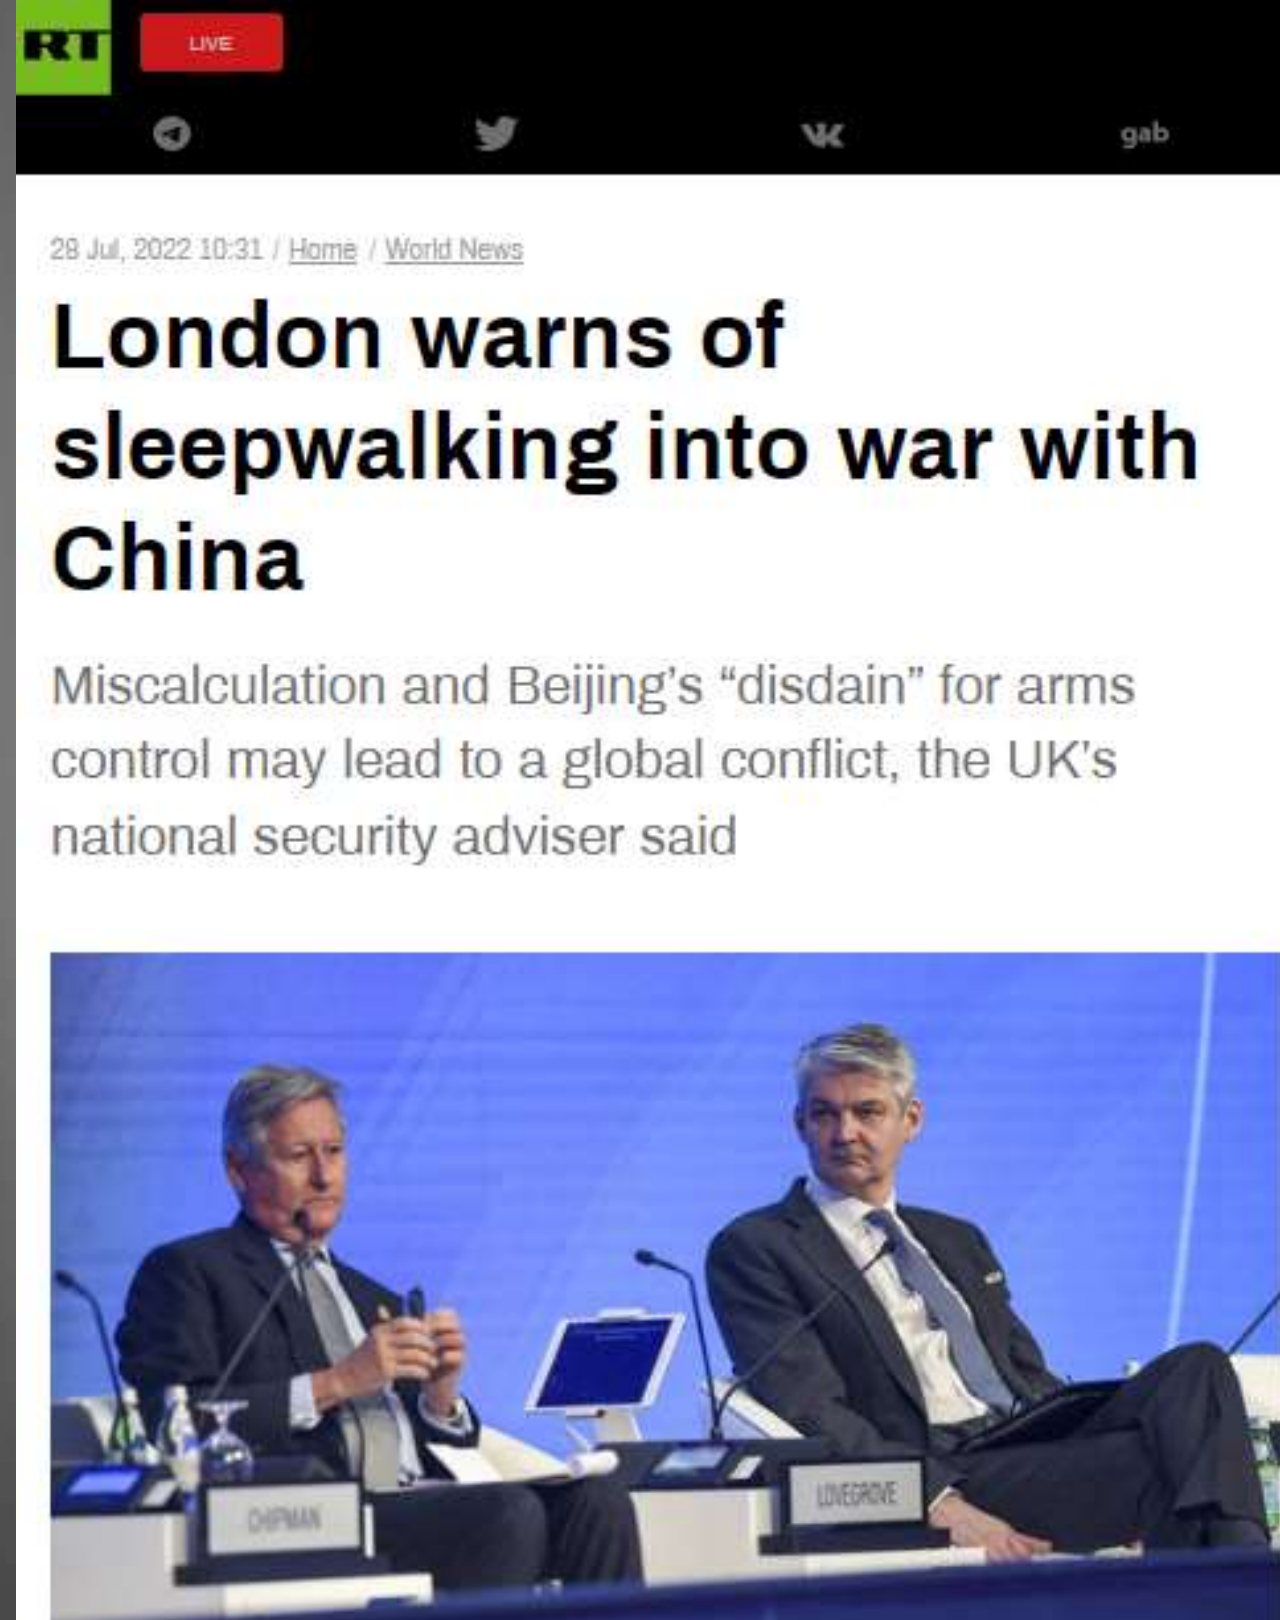 RT
LIVE
gab
28 Jul, 2022 10:31 / Home / World News
London warns of
sleepwalking into war with
China
Miscalculation and Beijing’s “disdain” for arms
control may lead to a global conflict, the UK's
national security adviser said
CHIPMAN
LOVEGROVE